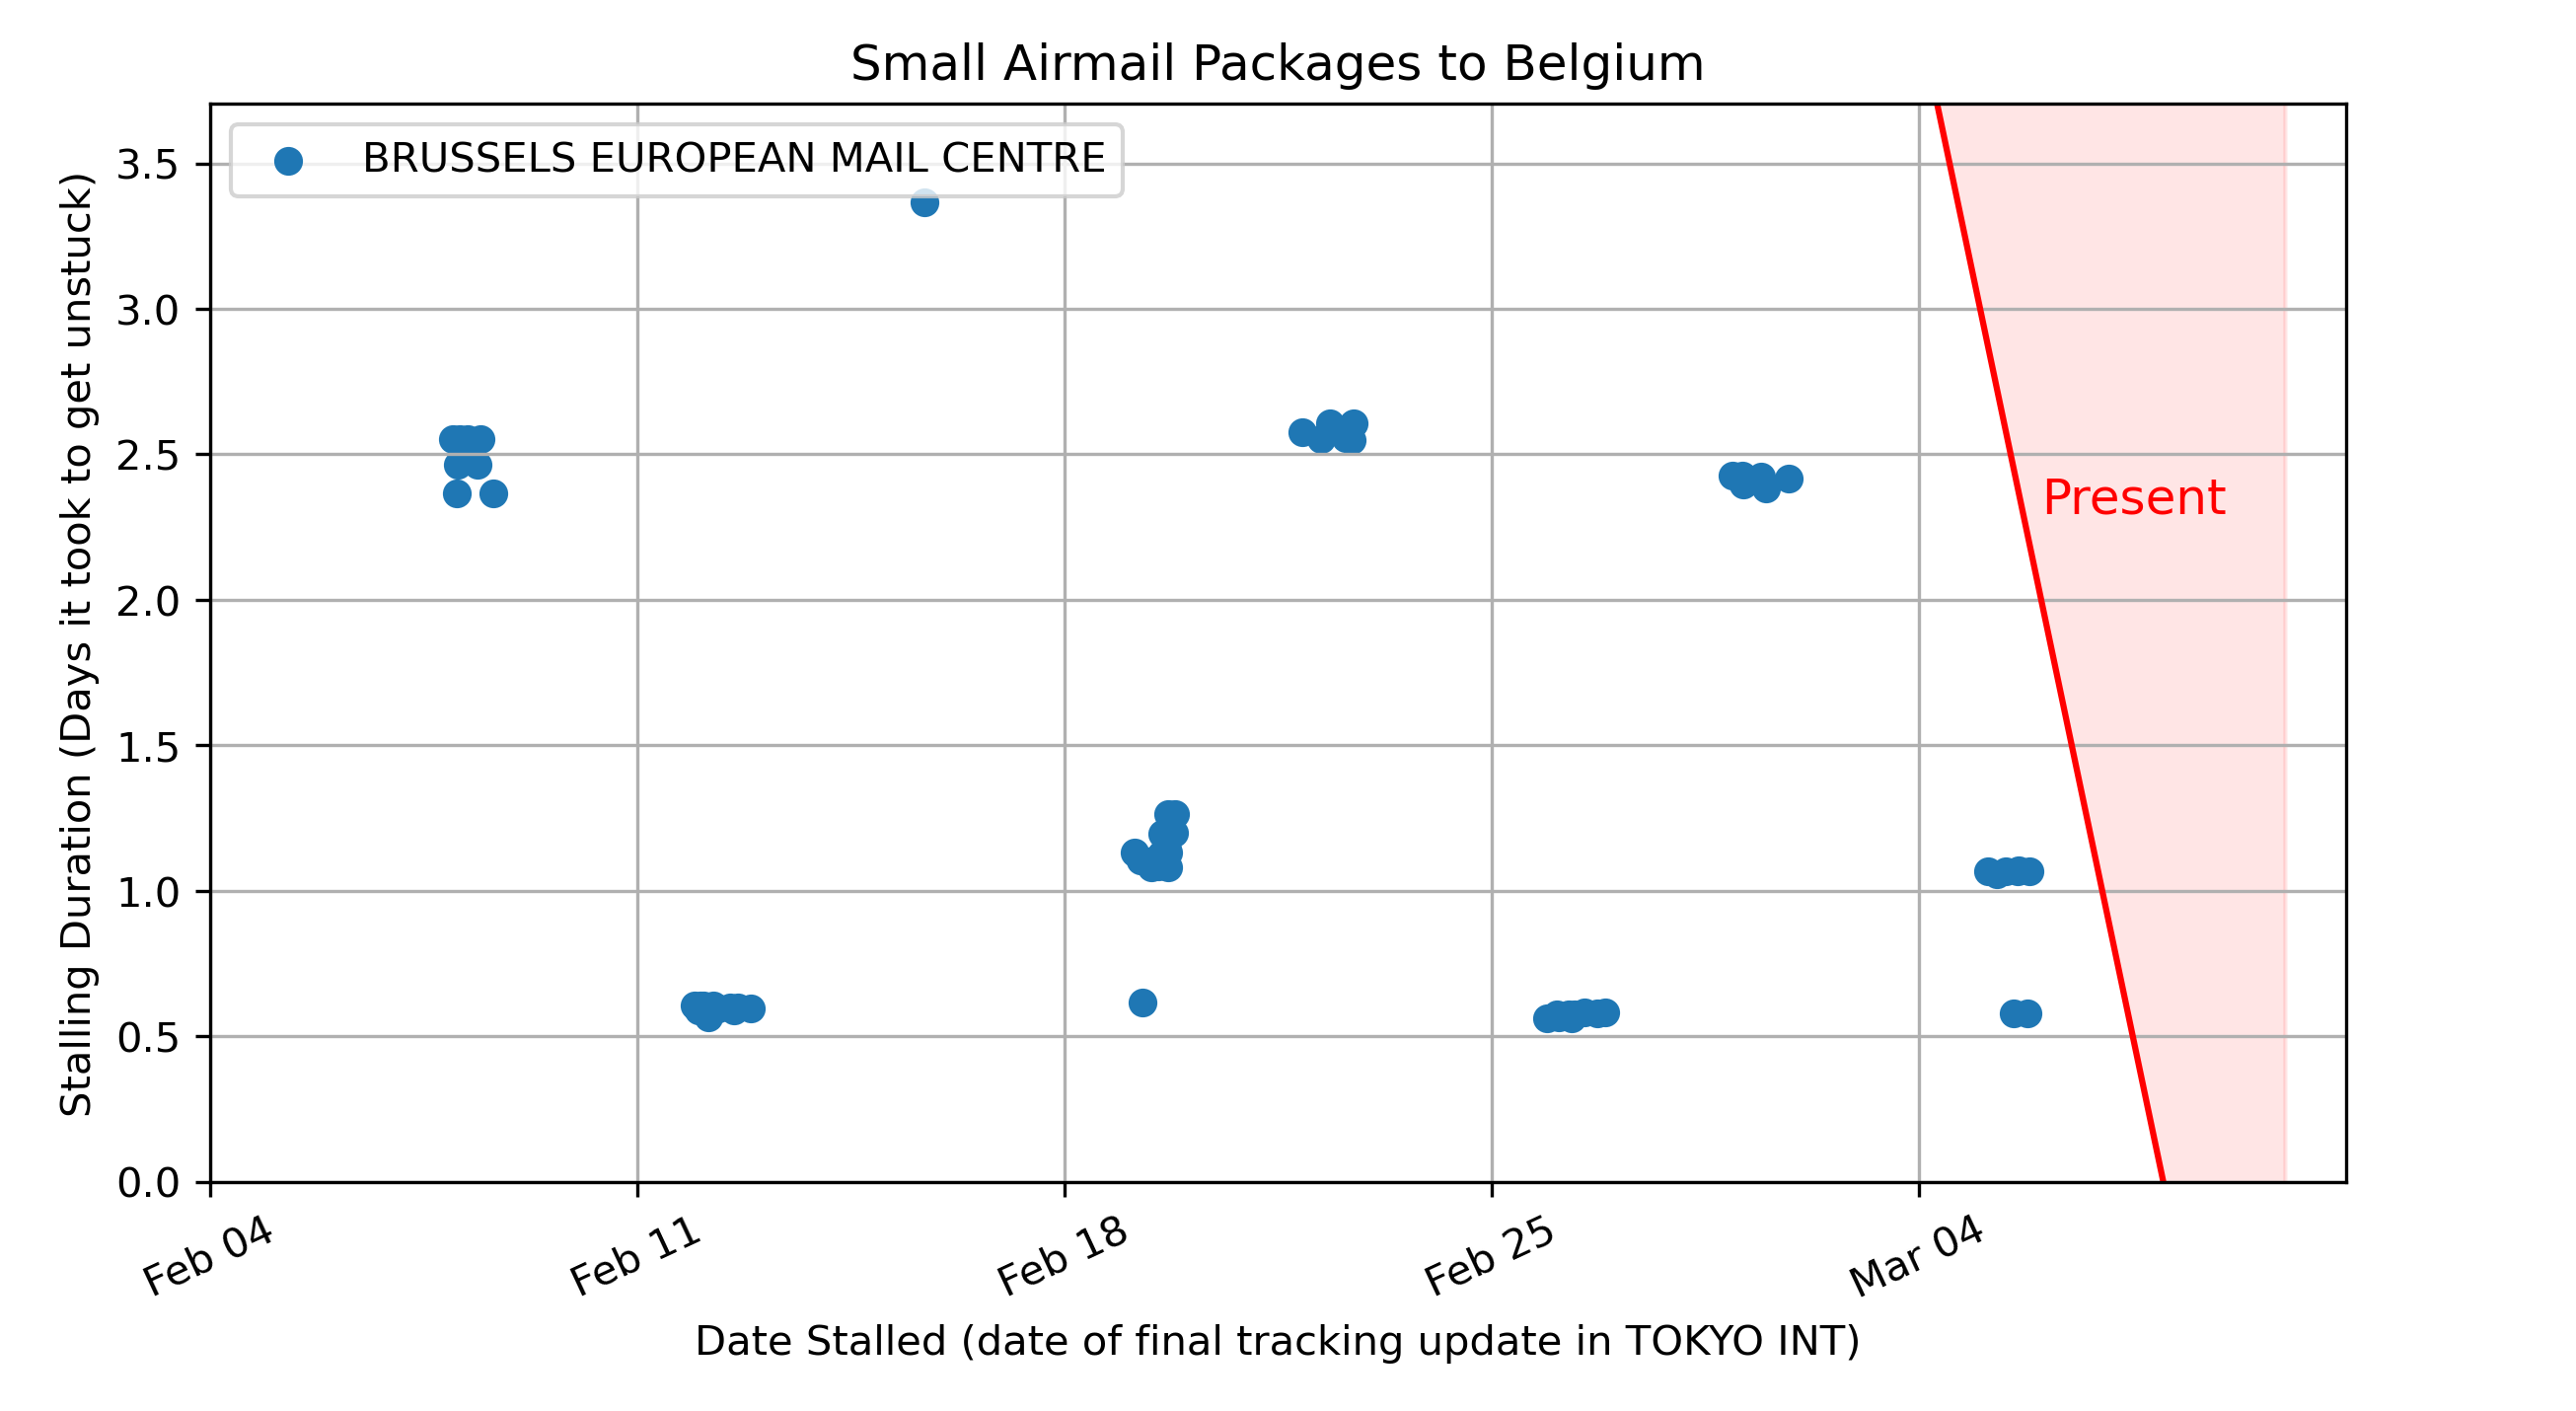 Small Airmail Packages to Belgium
BRUSSELS EUROPEAN MAIL CENTRE
Stalling Duration (Days it took to get unstuck)
3.5
3.0
2.5
2.0
1.5
1.0
0.5
0.0
Present
Feb 04
Feb 11
Feb 18
Feb 25
Mar 04
Date Stalled (date of final tracking update in TOKYO INT)